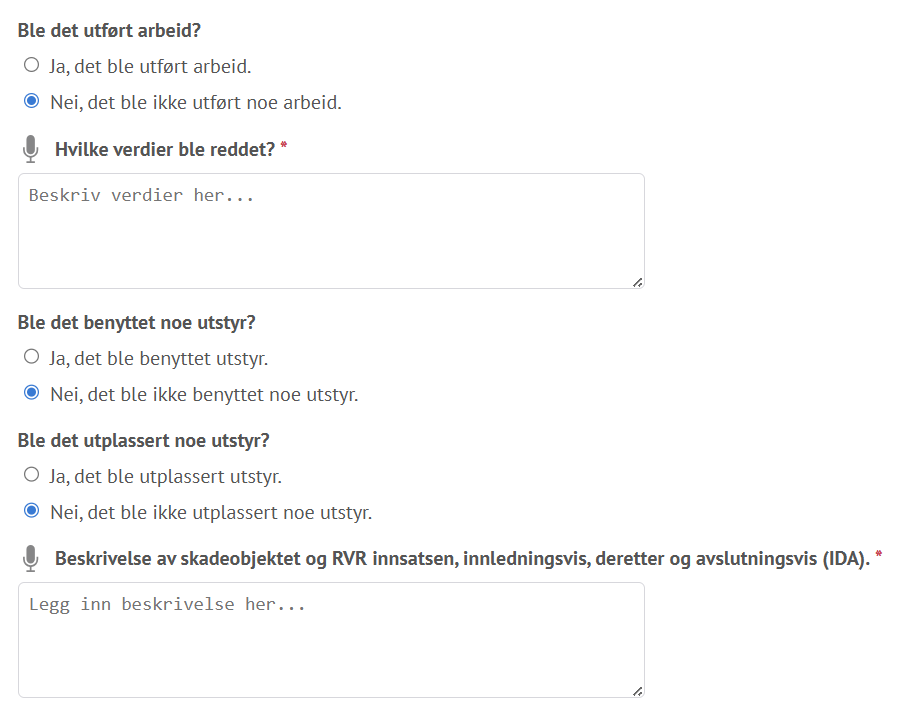 Ble det utført arbeid?
Ja, det ble utført arbeid.
Nei, det ble ikke utført noe arbeid.
Hvilke verdier ble reddet? *
Beskriv verdier her...
Ble det benyttet noe utstyr?
Ja, det ble benyttet utstyr.
Nei, det ble ikke benyttet noe utstyr.
Ble det utplassert noe utstyr?
Ja, det ble utplassert utstyr.
Nei, det ble ikke utplassert noe utstyr.
Beskrivelse av skadeobjektet og RVR innsatsen, innledningsvis, deretter og avslutningsvis (IDA). *
Legg inn beskrivelse her...